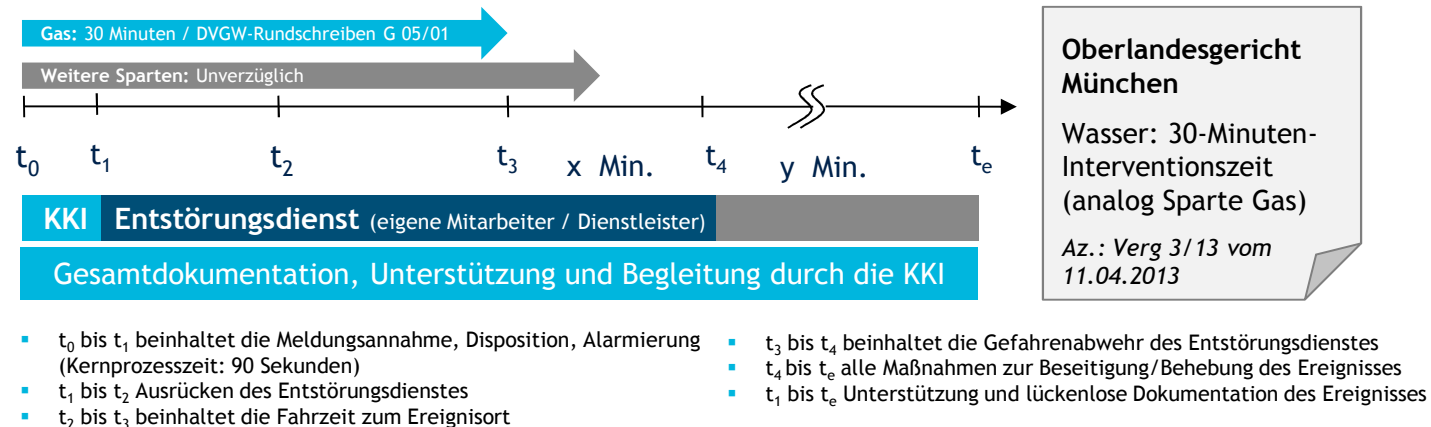 Gas: 30 Minuten / DVGW-Rundschreiben G 05/01
Weitere Sparten: Unverzüglich
t₀ t₁ t₂ t₃ x Min. t₄ y Min. tₑ
KKI Entstörungsdienst (eigene Mitarbeiter / Dienstleister)
Gesamtdokumentation, Unterstützung und Begleitung durch die KKI
Oberlandesgericht
München
Wasser: 30-Minuten-
Interventionszeit
(analog Sparte Gas)
Az.: Verg 3/13 vom
11.04.2013
▪ t₀ bis t₁ beinhaltet die Meldungsannahme, Disposition, Alarmierung
(Kernprozesszeit: 90 Sekunden)
▪ t₁ bis t₂ Ausrücken des Entstörungsdienstes
▪ t₂ bis t₃ beinhaltet die Fahrzeit zum Ereignisort
▪ t₃ bis t₄ beinhaltet die Gefahrenabwehr des Entstörungsdienstes
▪ t₄ bis tₑ alle Maßnahmen zur Beseitigung/Behebung des Ereignisses
▪ t₁ bis tₑ Unterstützung und lückenlose Dokumentation des Ereignisses